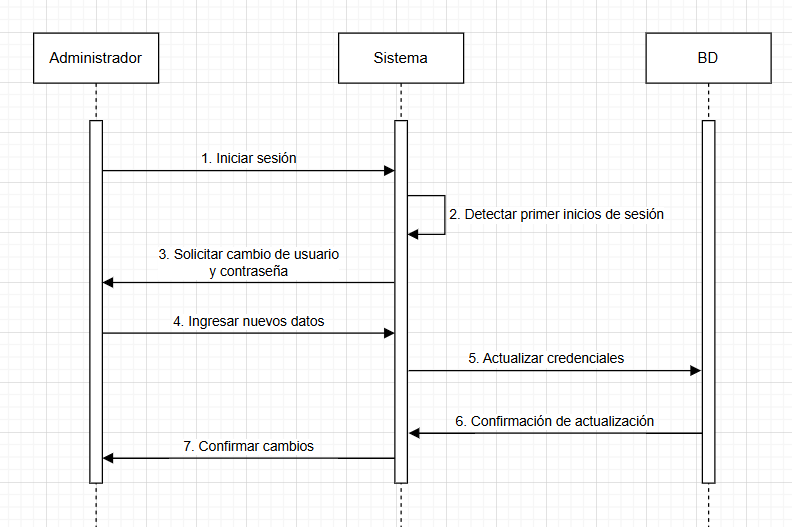 Administrador
Sistema
BD
1. Iniciar sesión
2. Detectar primer inicios de sesión
3. Solicitar cambio de usuario
y contraseña
4. Ingresar nuevos datos
5. Actualizar credenciales
6. Confirmación de actualización
7. Confirmar cambios